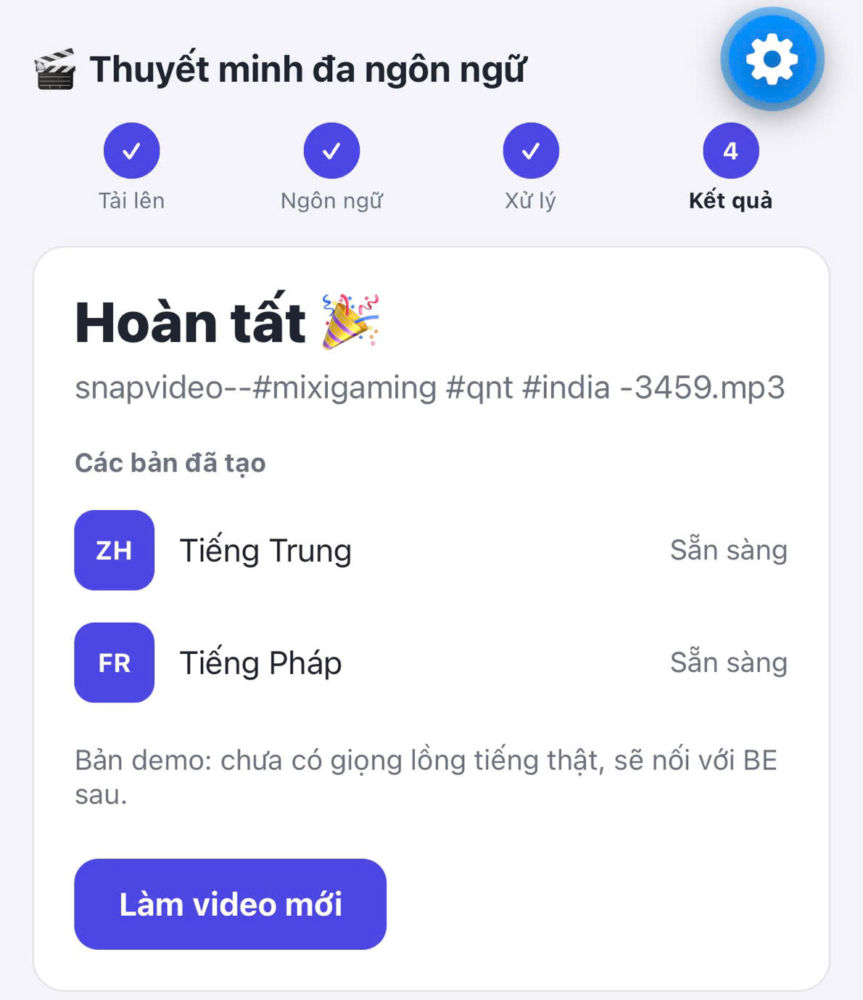 Thuyết minh đa ngôn ngữ
4
Tải lên
Ngôn ngữ
Xử lý
Kết quả
Hoàn tất
snapvideo--#mixigaming #qnt #india -3459.mp3
Các bản đã tạo
ZH Tiếng Trung Sẵn sàng
FR Tiếng Pháp Sẵn sàng
Bản demo: chưa có giọng lồng tiếng thật, sẽ nối với BE
sau.
Làm video mới